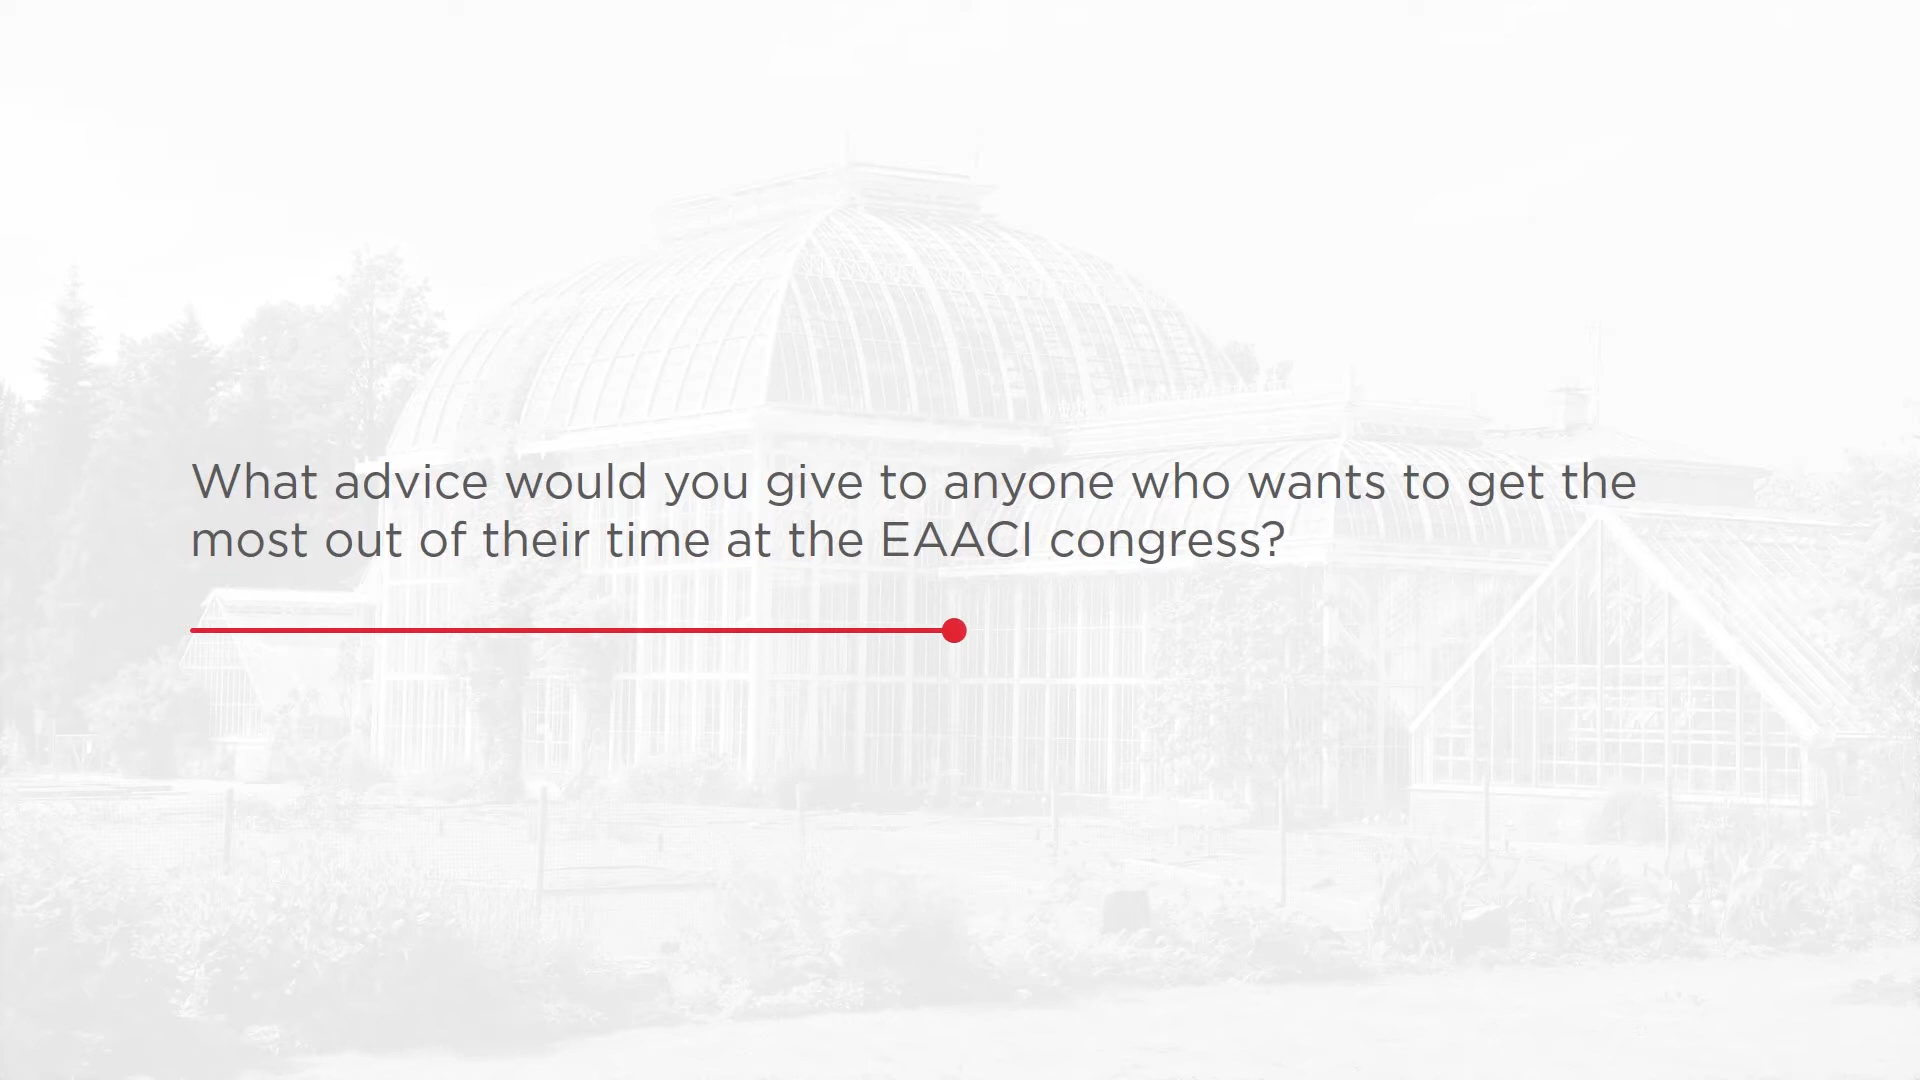 What advice would you give to anyone who wants to get the
most out of their time at the EAACI congress?